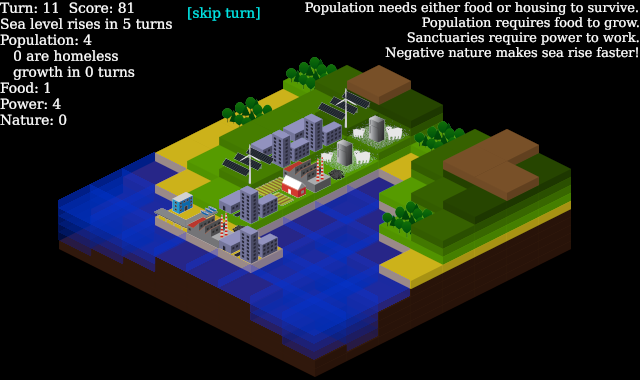 Turn: 11  Score: 81
Sea level rises in 5 turns
Population: 4
0 are homeless
growth in 0 turns
Food: 1
Power: 4
Nature: 0
[skip turn]
Population needs either food or housing to survive.
Population requires food to grow.
Sanctuaries require power to work.
Negative nature makes sea rise faster!